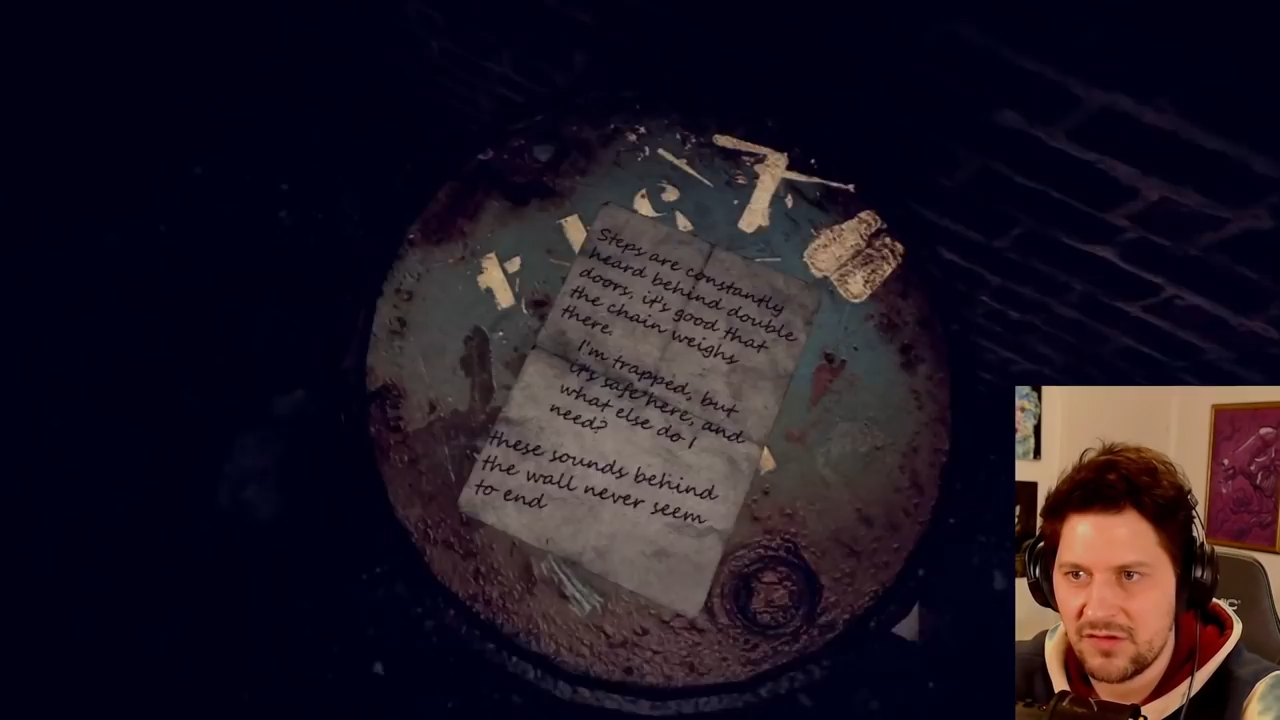 Steps are constantly
heard behind double
doors, it's good that
the chain weighs
there.
I'm trapped, but
it's safe here, and
what else do I
need?
these sounds behind
the wall never seem
to end